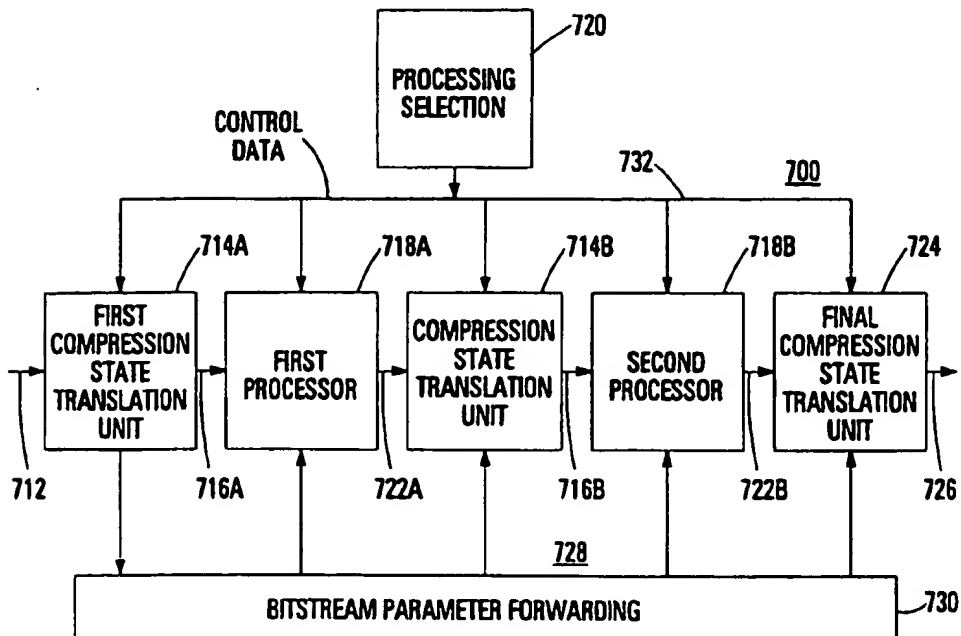 720
PROCESSING
SELECTION
CONTROL
DATA
732
700
714A
718A
714B
718B
724
FIRST
COMPRESSION
STATE
TRANSLATION
UNIT
FIRST
PROCESSOR
COMPRESSION
STATE
TRANSLATION
UNIT
SECOND
PROCESSOR
FINAL
COMPRESSION
STATE
TRANSLATION
UNIT
712
716A
722A
716B
722B
726
728
BITSTREAM PARAMETER FORWARDING
730